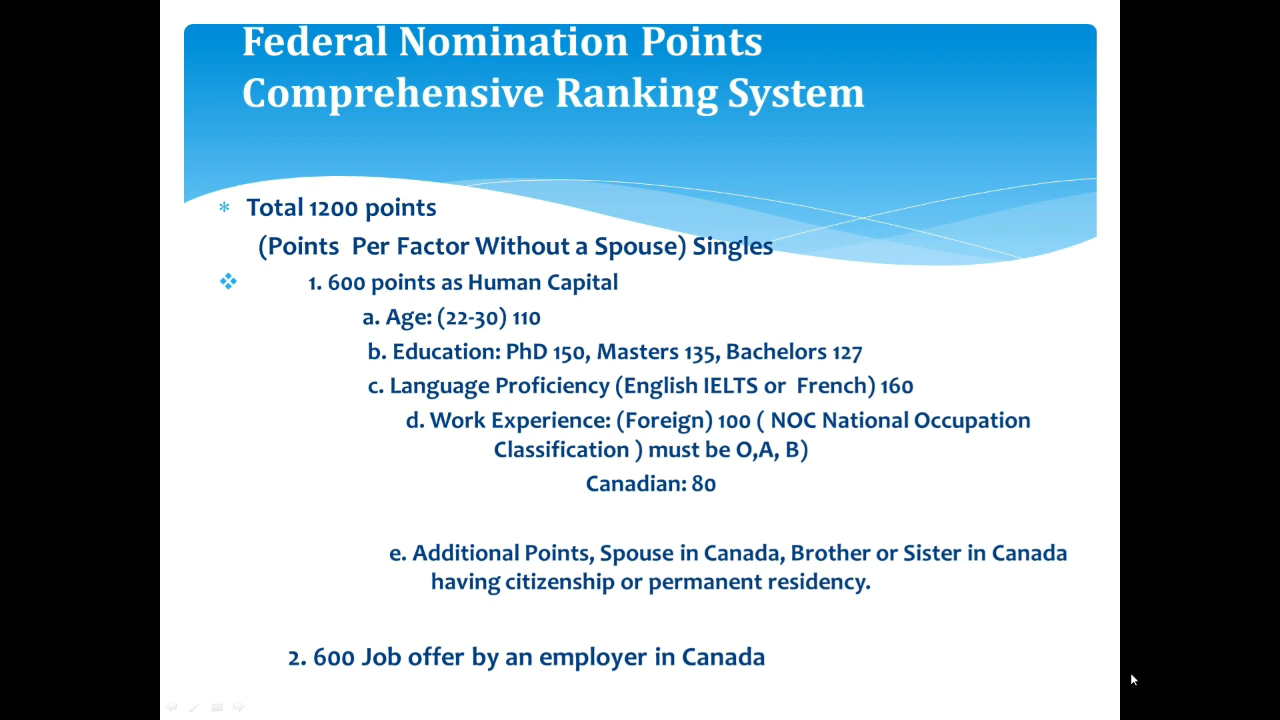 Federal Nomination Points
Comprehensive Ranking System
Total 1200 points
(Points Per Factor Without a Spouse) Singles
1. 600 points as Human Capital
a. Age: (22-30) 110
b. Education: PhD 150, Masters 135, Bachelors 127
c. Language Proficiency (English IELTS or French) 160
d. Work Experience: (Foreign) 100 ( NOC National Occupation
Classification ) must be O,A, B)
Canadian: 80
e. Additional Points, Spouse in Canada, Brother or Sister in Canada
having citizenship or permanent residency.
2. 600 Job offer by an employer in Canada